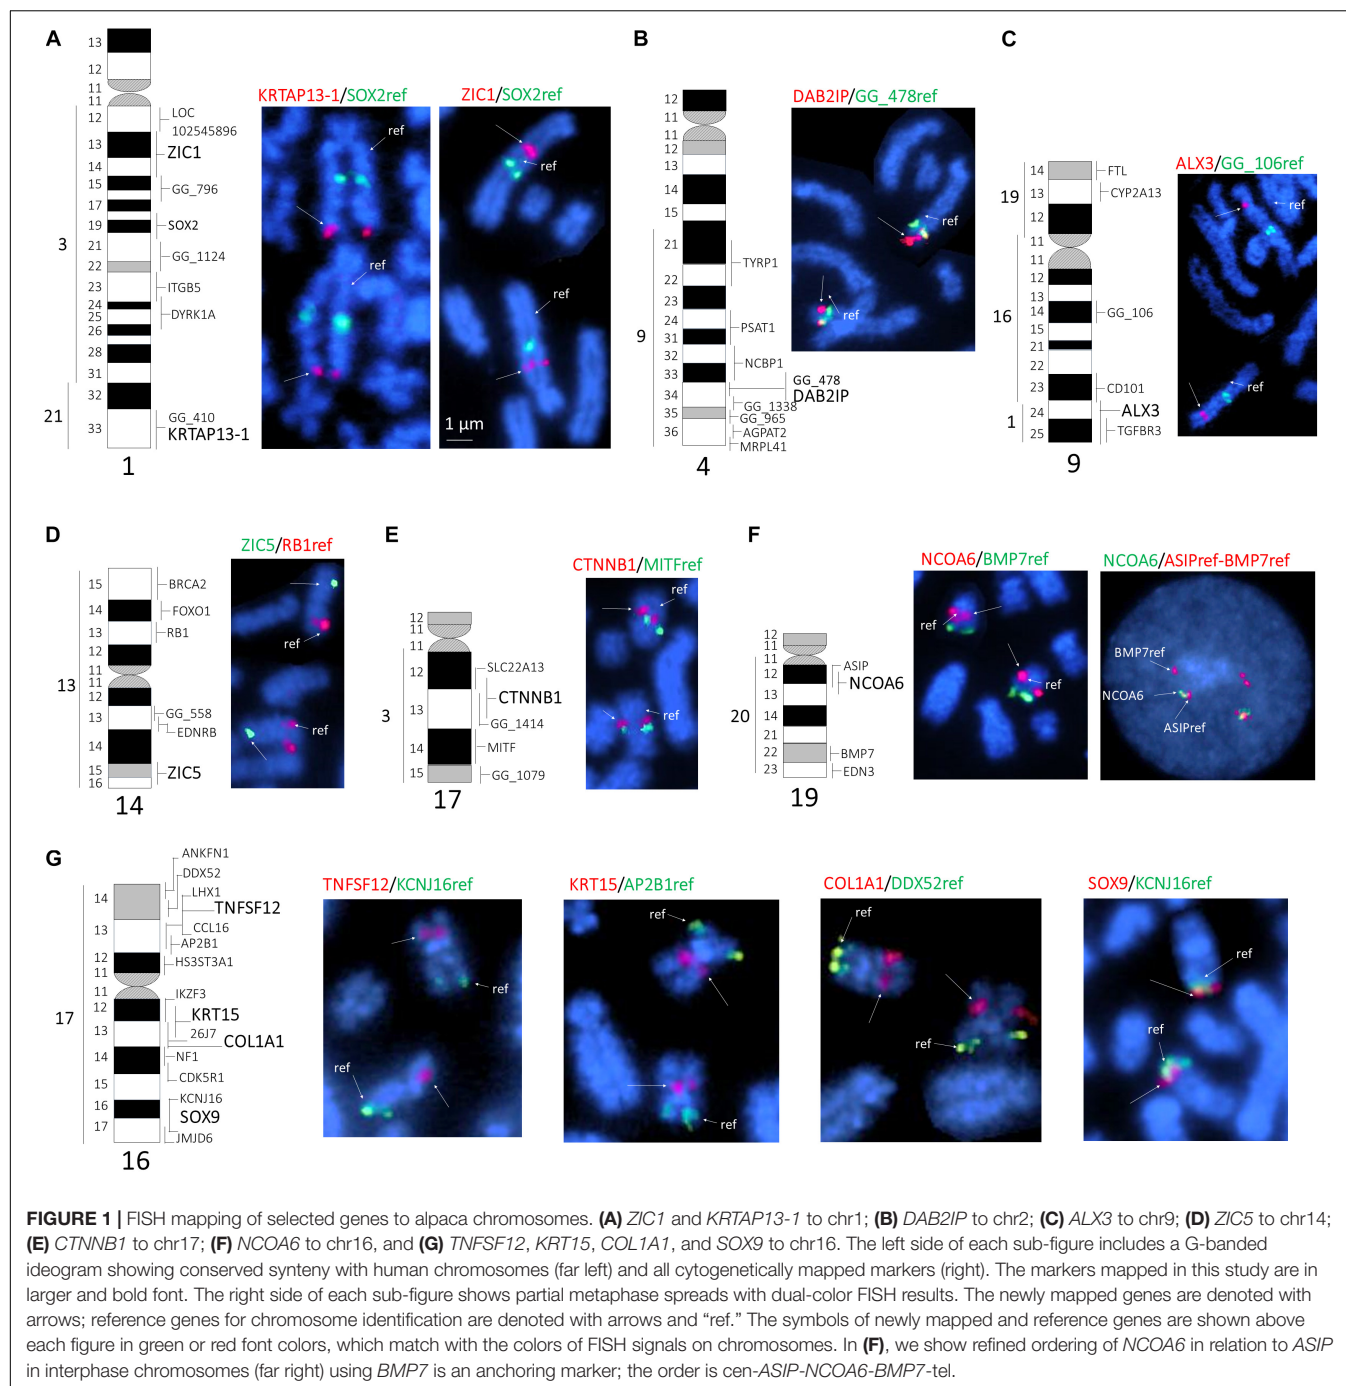 A
13
12
11
11
12
13
14
15
17
19
21
22
23
24
25
26
28
31
32
33
3
21
LOC
102545896
ZIC1
GG_796
SOX2
GG_1124
ITGB5
DYRK1A
GG_410
KRTAP13-1
1
KRTAP13-1/SOX2ref
ref
ref
ZIC1/SOX2ref
ref
ref
1 µm
B
12
11
11
12
13
14
15
21
22
23
24
31
32
33
34
35
36
9
TYRP1
PSAT1
NCBP1
GG_478
DAB2IP
GG_1338
GG_965
AGPAT2
MRPL41
4
DAB2IP/GG_478ref
ref
ref
C
14
13
12
11
11
12
13
14
15
21
22
23
24
25
19
16
1
FTL
CYP2A13
GG_106
CD101
ALX3
TGFBR3
9
ALX3/GG_106ref
ref
ref
D
15
14
13
12
11
11
12
13
14
15
16
13
BRCA2
FOXO1
RB1
GG_558
EDNRB
ZIC5
14
ZIC5/RB1ref
ref
ref
E
12
11
11
12
13
14
15
3
SLC22A13
CTNNB1
GG_1414
MITF
GG_1079
17
CTNNB1/MITFref
ref
ref
F
12
11
11
12
13
14
21
22
23
20
ASIP
NCOA6
BMP7
EDN3
19
NCOA6/BMP7ref
ref
ref
NCOA6/ASIPref-BMP7ref
BMP7ref
NCOA6
ASIPref
G
14
13
12
11
11
12
13
14
15
16
17
17
ANKFN1
DDX52
LHX1
TNFSF12
CCL16
AP2B1
HS3ST3A1
IKZF3
KRT15
26J7
COL1A1
NF1
CDK5R1
KCNJ16
SOX9
JMJD6
16
TNFSF12/KCNJ16ref
ref
ref
KRT15/AP2B1ref
ref
ref
COL1A1/DDX52ref
ref
ref
SOX9/KCNJ16ref
ref
ref
FIGURE 1 | FISH mapping of selected genes to alpaca chromosomes. (A) ZIC1 and KRTAP13-1 to chr1; (B) DAB2IP to chr2; (C) ALX3 to chr9; (D) ZIC5 to chr14;
(E) CTNNB1 to chr17; (F) NCOA6 to chr16, and (G) TNFSF12, KRT15, COL1A1, and SOX9 to chr16. The left side of each sub-figure includes a G-banded
ideogram showing conserved synteny with human chromosomes (far left) and all cytogenetically mapped markers (right). The markers mapped in this study are in
larger and bold font. The right side of each sub-figure shows partial metaphase spreads with dual-color FISH results. The newly mapped genes are denoted with
arrows; reference genes for chromosome identification are denoted with arrows and “ref.” The symbols of newly mapped and reference genes are shown above
each figure in green or red font colors, which match with the colors of FISH signals on chromosomes. In (F), we show refined ordering of NCOA6 in relation to ASIP
in interphase chromosomes (far right) using BMP7 is an anchoring marker; the order is cen-ASIP-NCOA6-BMP7-tel.